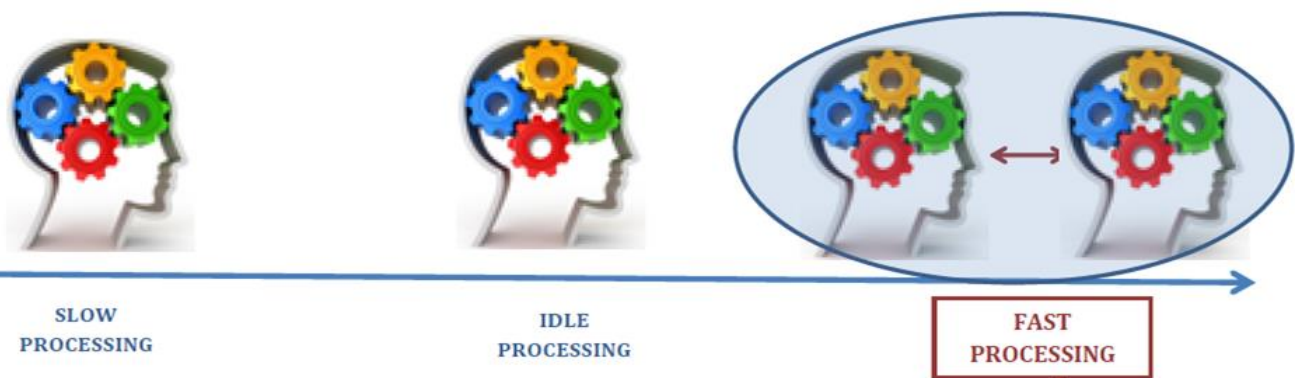 SLOW
PROCESSING
IDLE
PROCESSING
FAST
PROCESSING